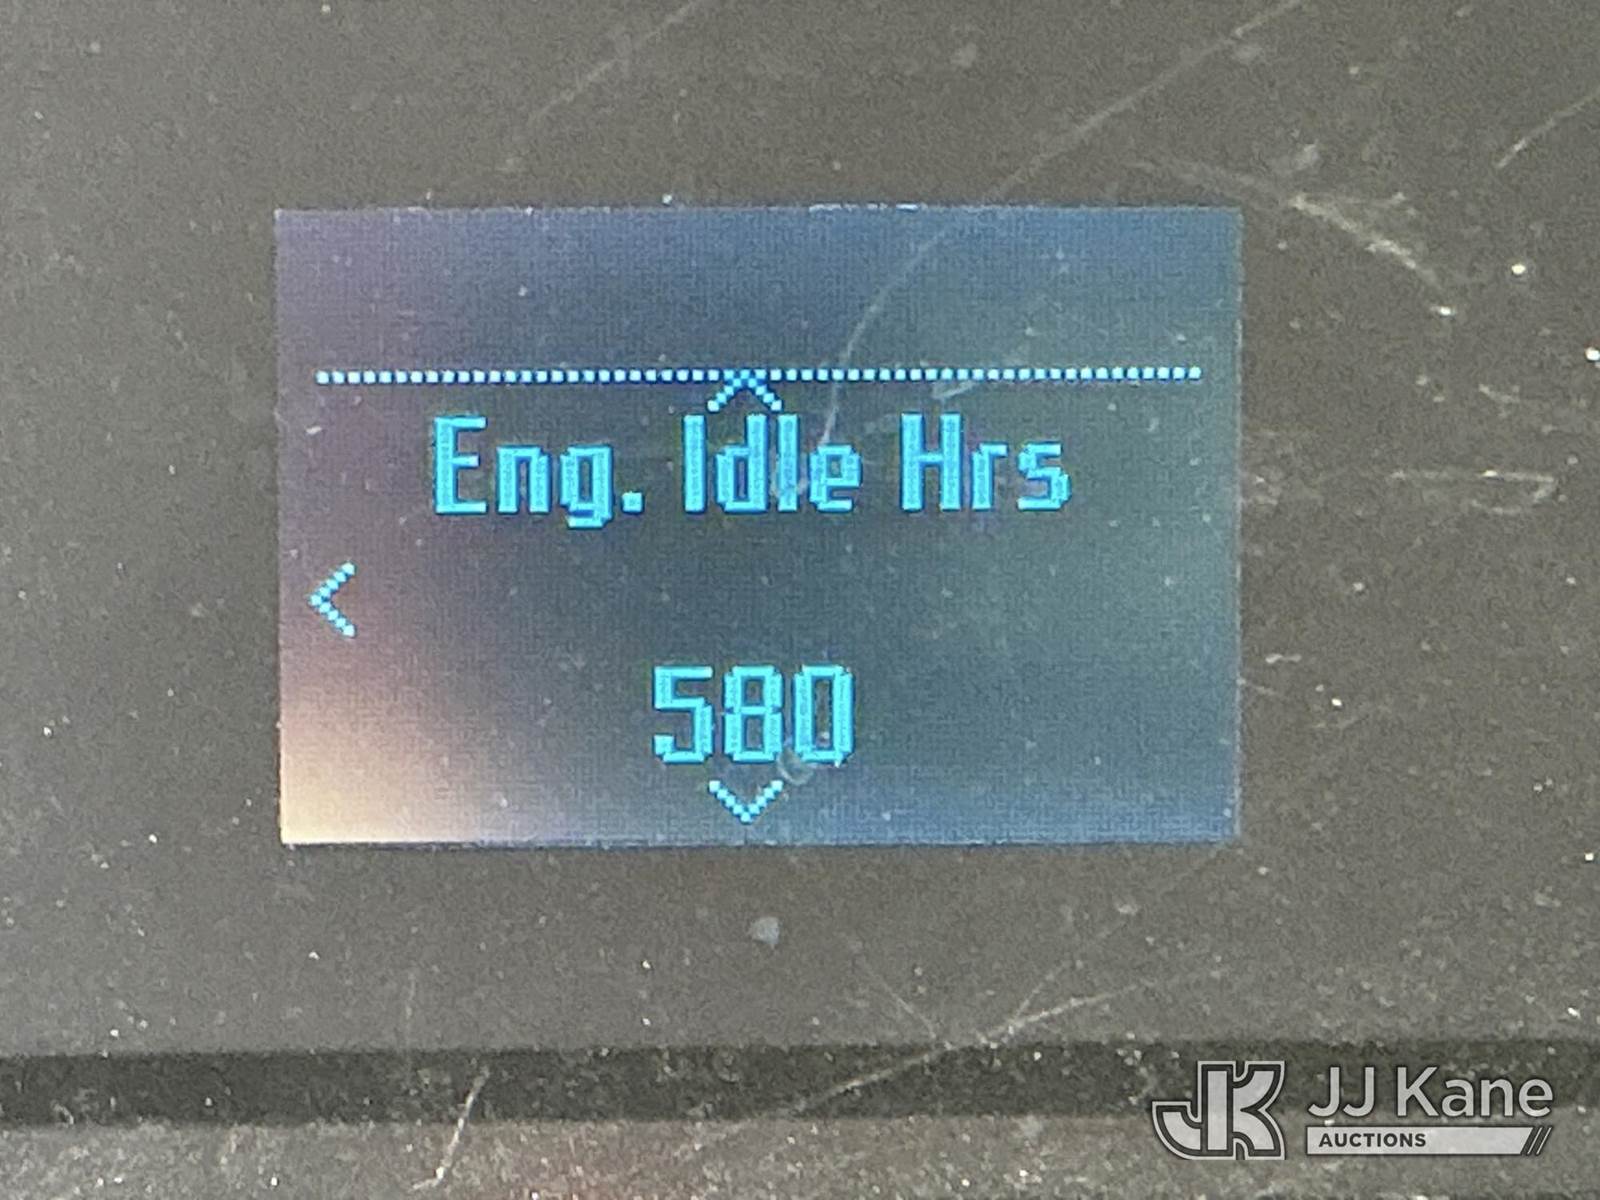 Eng. Idle Hrs
580
JJ Kane
AUCTIONS